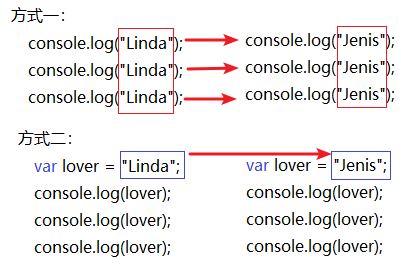 方式一：
console.log("Linda"); console.log("Jenis");
console.log("Linda"); console.log("Jenis");
console.log("Linda"); console.log("Jenis");
方式二：
var lover = "Linda"; var lover = "Jenis";
console.log(lover); console.log(lover);
console.log(lover); console.log(lover);
console.log(lover); console.log(lover);